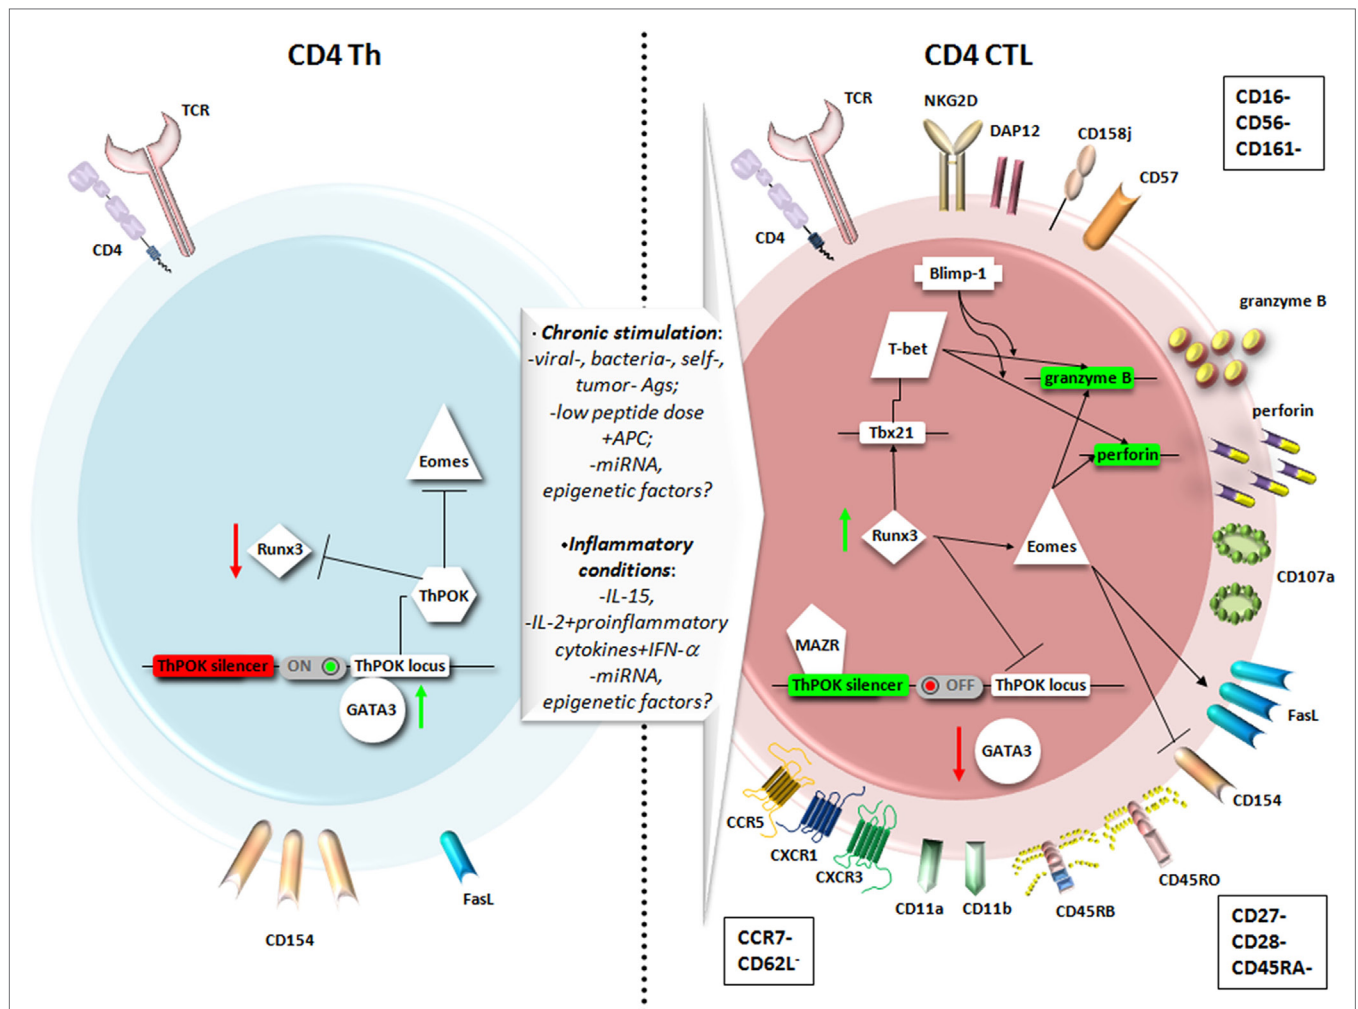 CD4 Th
TCR
CD4
Eomes
Runx3
ThPOK
ThPOK silencer
ON
ThPOK locus
GATA3
CD154
FasL
· Chronic stimulation:
-viral-, bacteria-, self-,
tumor- Ags;
-low peptide dose
+APC;
-miRNA,
epigenetic factors?
•Inflammatory
conditions:
-IL-15,
-IL-2+proinflammatory
cytokines+IFN-α
-miRNA,
epigenetic factors?
CD4 CTL
TCR
CD4
NKG2D
DAP12
CD158j
CD57
CD16-
CD56-
CD161-
Blimp-1
T-bet
granzyme B
granzyme B
Tbx21
perforin
perforin
Runx3
Eomes
CD107a
MAZR
ThPOK silencer
OFF
ThPOK locus
GATA3
FasL
CD154
CCR5
CXCR1
CXCR3
CD11a
CD11b
CD45RB
CD45RO
CCR7-
CD62L-
CD27-
CD28-
CD45RA-